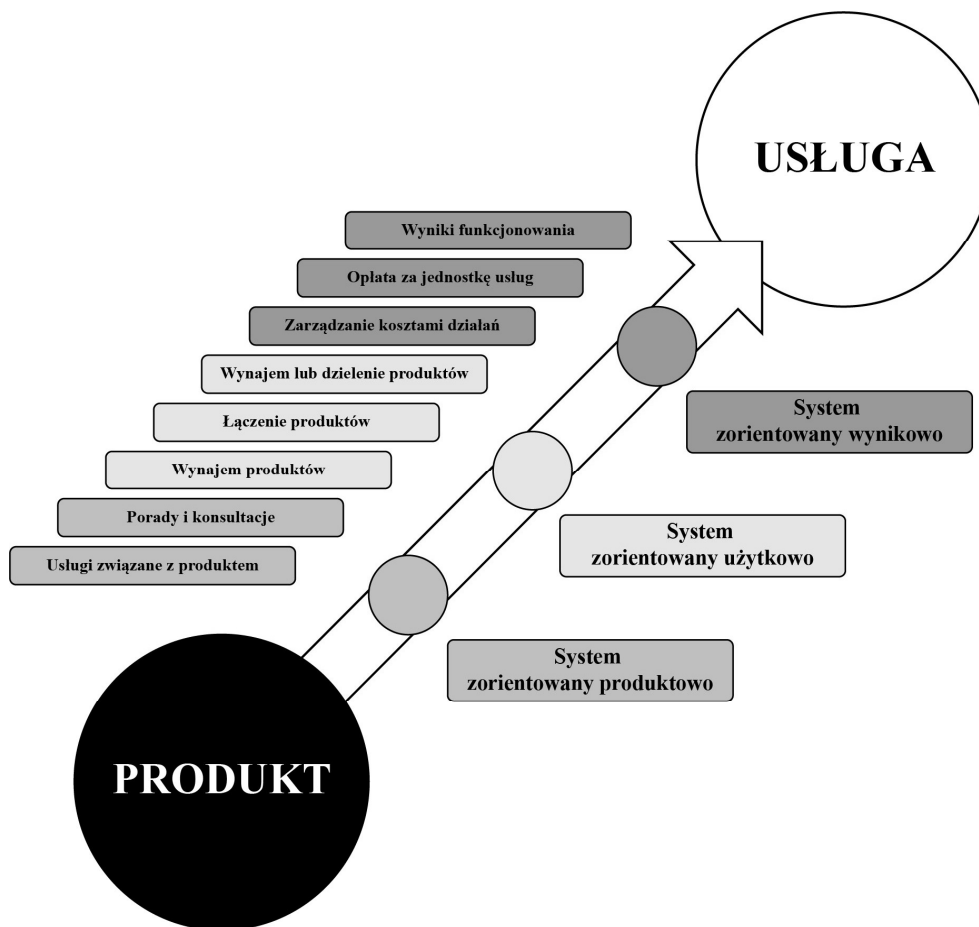 USŁUGA
Wyniki funkcjonowania
Opłata za jednostkę usług
Zarządzanie kosztami działań
Wynajem lub dzielenie produktów
Łączenie produktów
Wynajem produktów
Porady i konsultacje
Usługi związane z produktem
System
zorientowany wynikowo
System
zorientowany użytkowo
System
zorientowany produktowo
PRODUKT